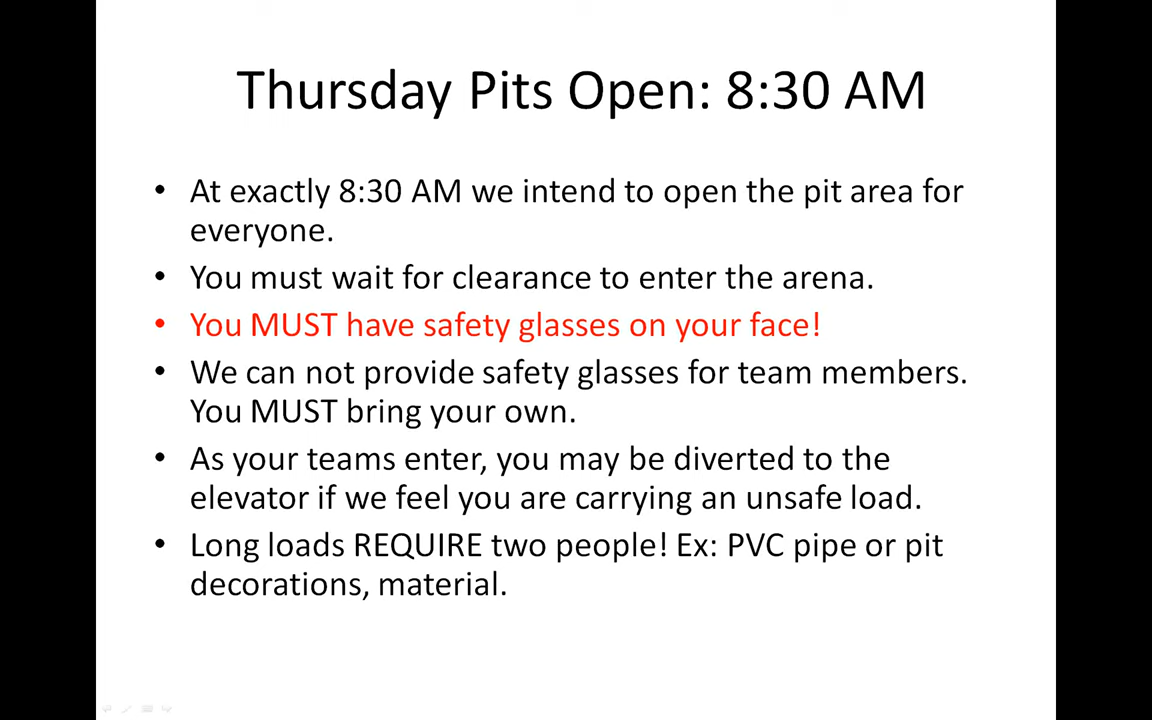 Thursday Pits Open: 8:30 AM
• At exactly 8:30 AM we intend to open the pit area for
everyone.
• You must wait for clearance to enter the arena.
• You MUST have safety glasses on your face!
• We can not provide safety glasses for team members.
You MUST bring your own.
• As your teams enter, you may be diverted to the
elevator if we feel you are carrying an unsafe load.
• Long loads REQUIRE two people! Ex: PVC pipe or pit
decorations, material.